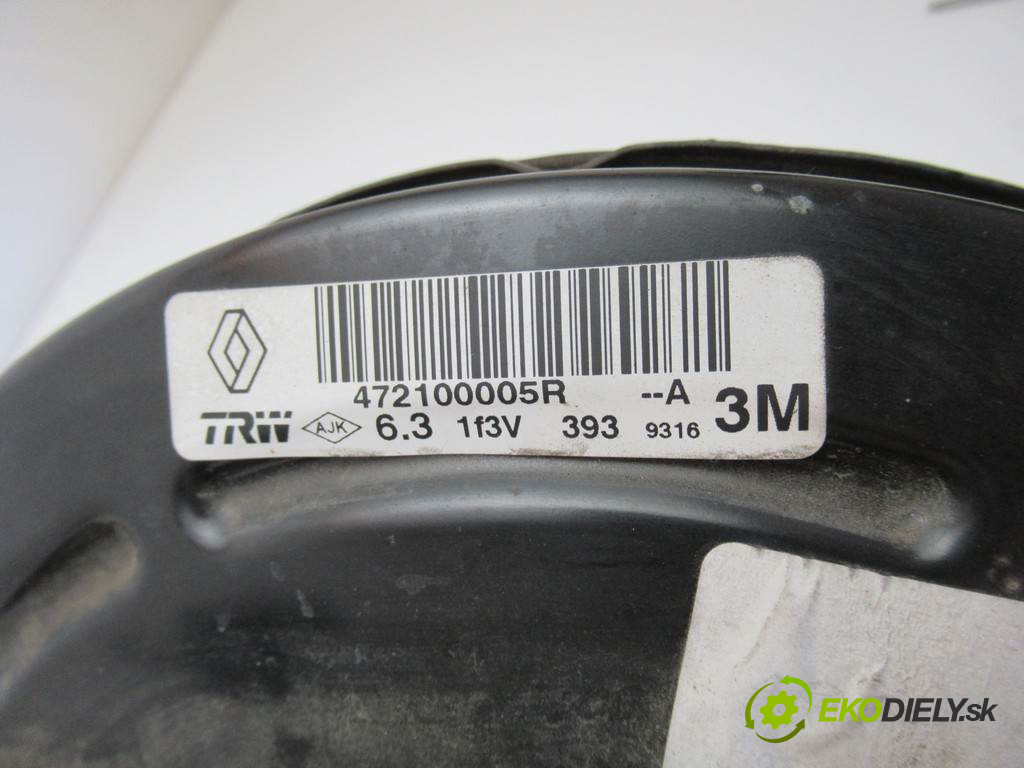 472100005R --A
TRW AJK 6.3 1f3V 393 9316 3M
EKODIELY.sk